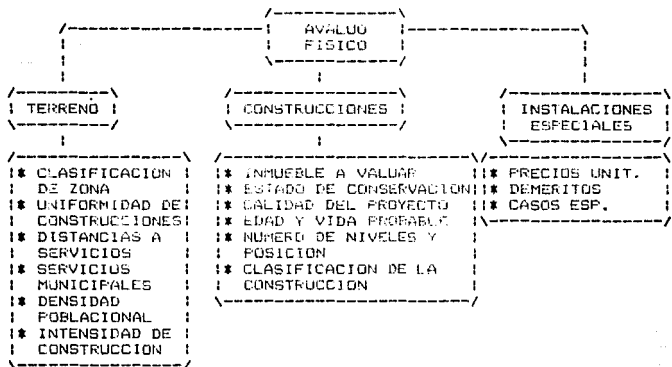 AVALUO
FISICO
TERRENO
CONSTRUCCIONES
INSTALACIONES
ESPECIALES
* CLASIFICACION
DE ZONA
* UNIFORMIDAD DE
CONSTRUCCIONES
* DISTANCIAS A
SERVICIOS
* SERVICIOS
MUNICIPALES
* DENSIDAD
POBLACIONAL
* INTENSIDAD DE
CONSTRUCCION
* INMUEBLE A VALUAR
* ESTADO DE CONSERVACION
* CALIDAD DEL PROYECTO
* EDAD Y VIDA PROBABLE
* NUMERO DE NIVELES Y
POSICION
* CLASIFICACION DE LA
CONSTRUCCION
* PRECIOS UNIT.
* DEMERITOS
* CASOS ESP.